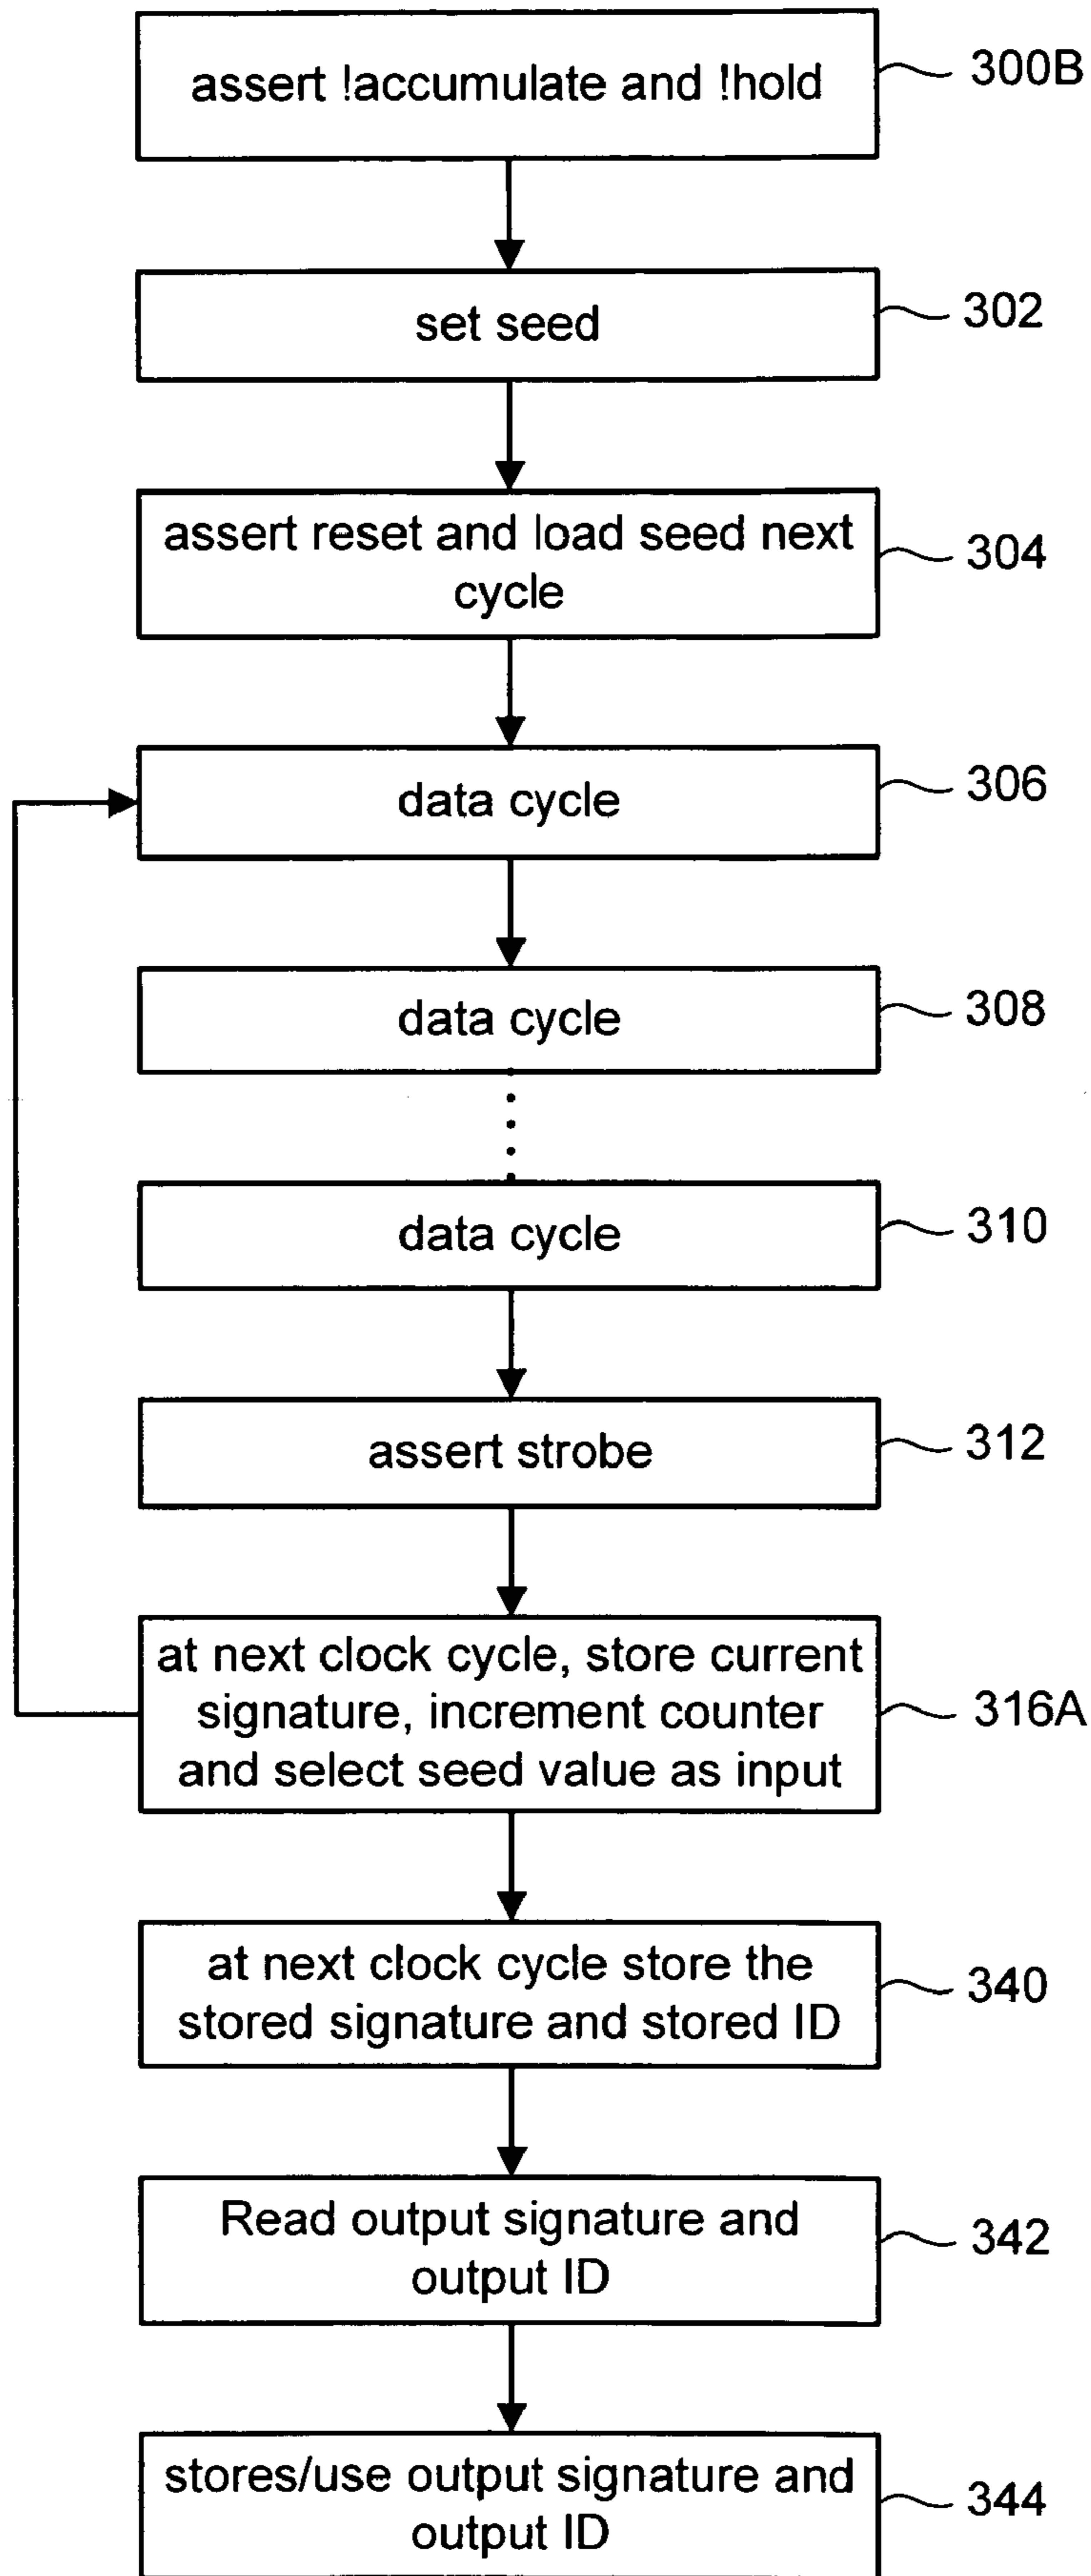 assert !accumulate and !hold
300B
set seed
302
assert reset and load seed next
cycle
304
data cycle
306
data cycle
308
data cycle
310
assert strobe
312
at next clock cycle, store current
signature, increment counter
and select seed value as input
316A
at next clock cycle store the
stored signature and stored ID
340
Read output signature and
output ID
342
stores/use output signature and
output ID
344